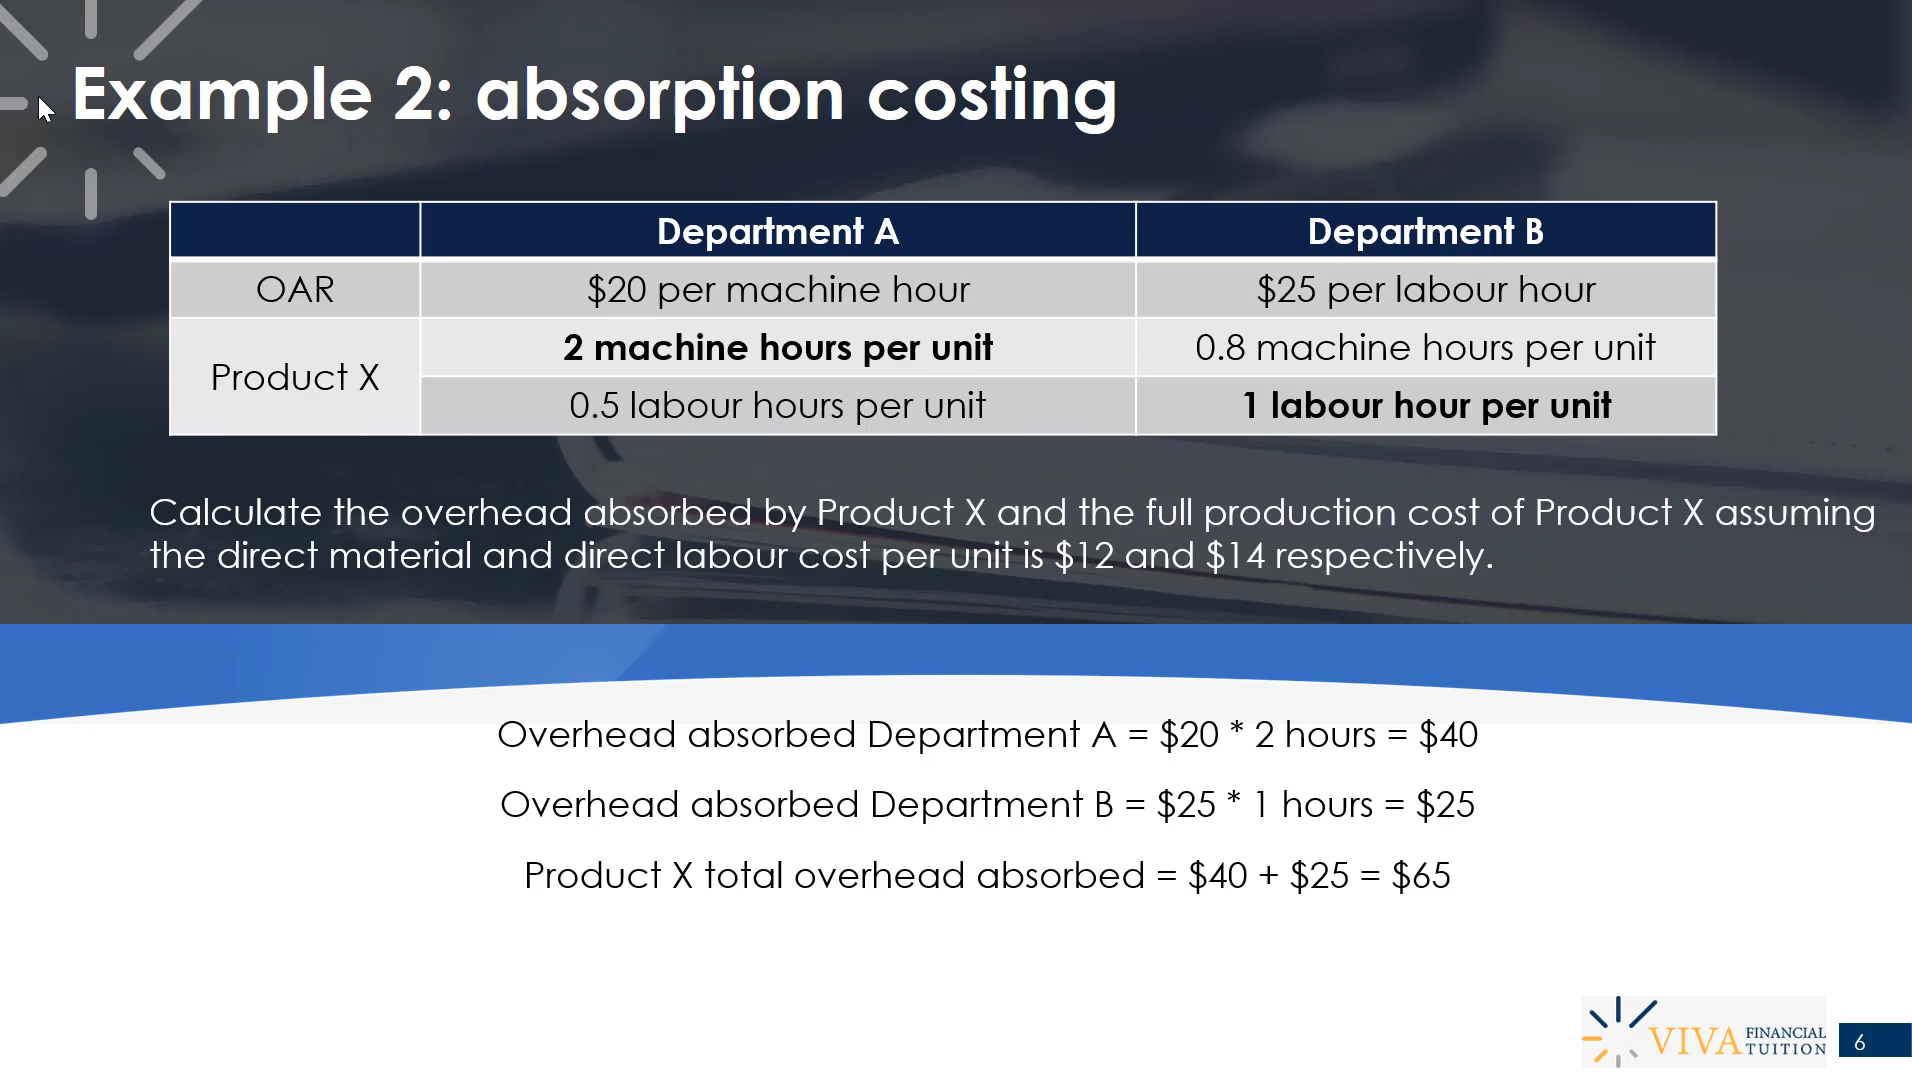 Example 2: absorption costing
Department A Department B
OAR $20 per machine hour $25 per labour hour
Product X 2 machine hours per unit 0.8 machine hours per unit
0.5 labour hours per unit 1 labour hour per unit
Calculate the overhead absorbed by Product X and the full production cost of Product X assuming
the direct material and direct labour cost per unit is $12 and $14 respectively.
Overhead absorbed Department A = $20 * 2 hours = $40
Overhead absorbed Department B = $25 * 1 hours = $25
Product X total overhead absorbed = $40 + $25 = $65
VIVA FINANCIAL TUITION
6